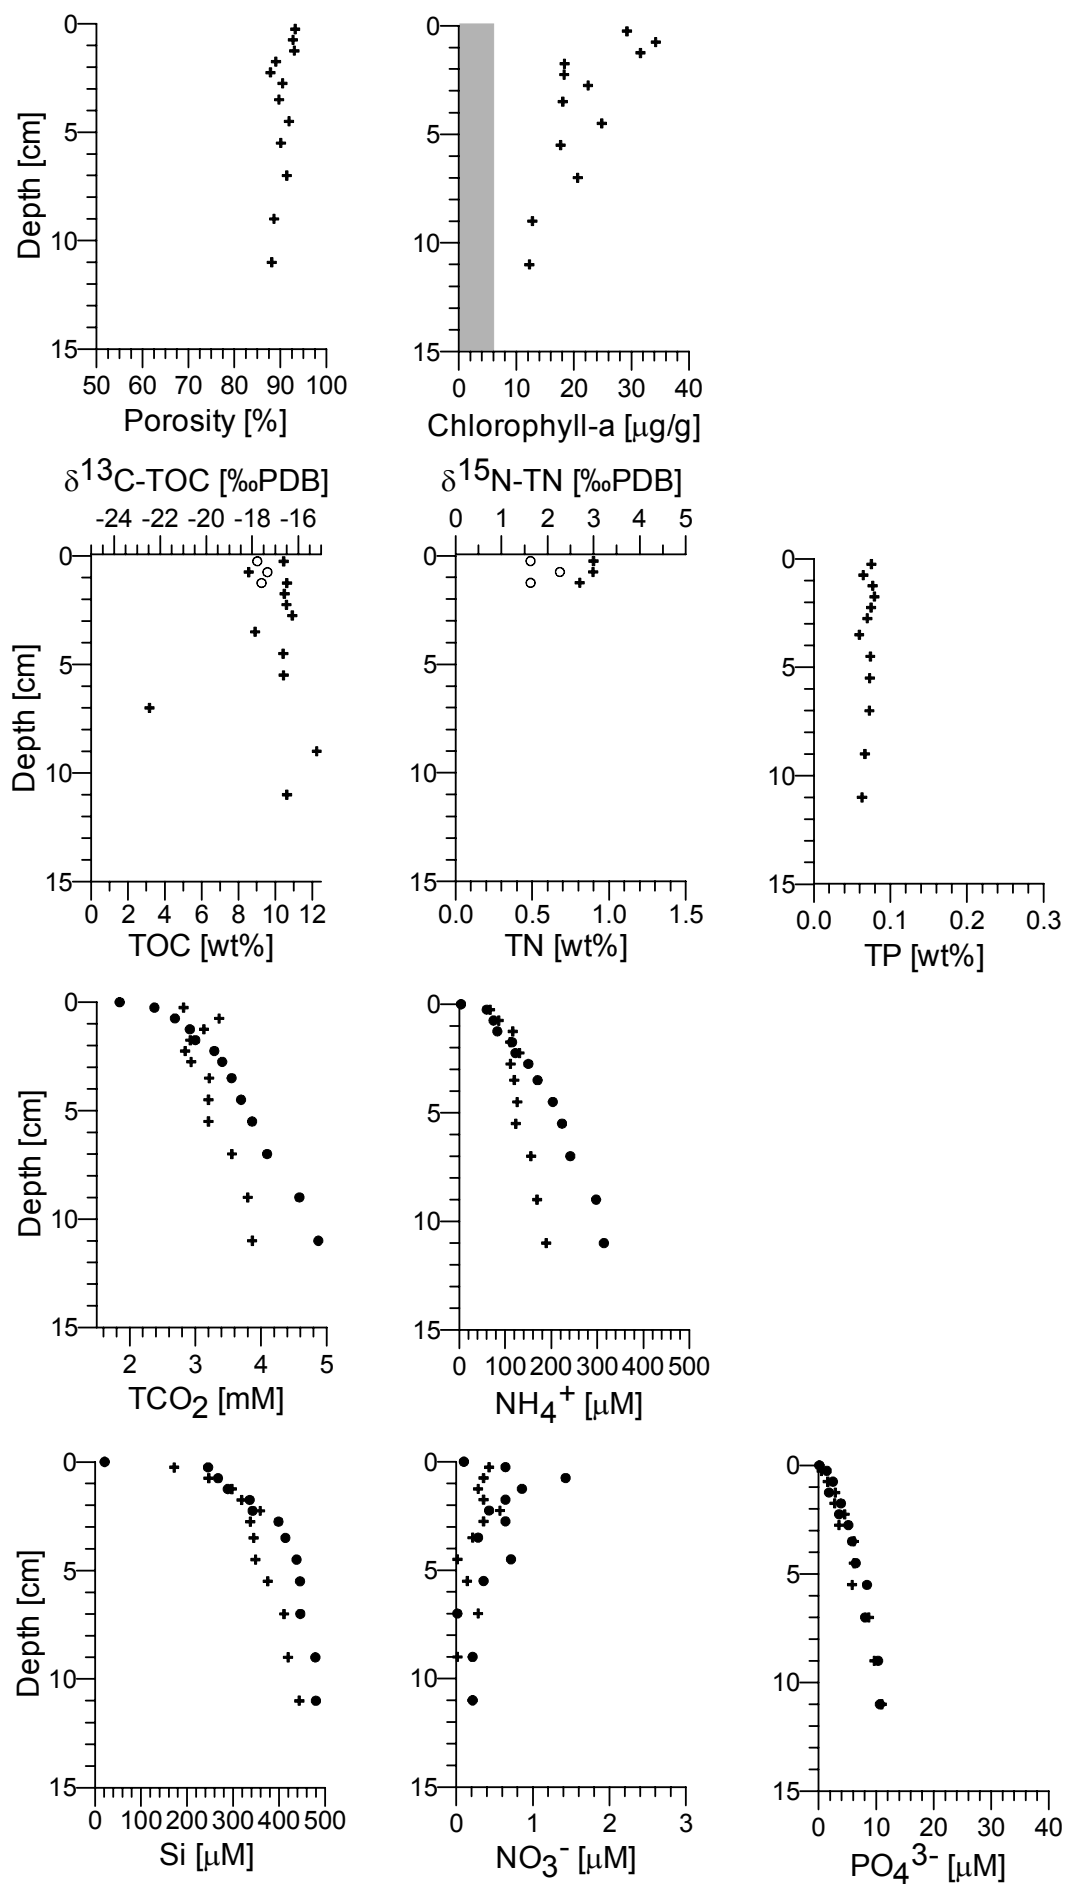 0
5
10
15
Depth [cm]
50 60 70 80 90 100
Porosity [%]
0
5
10
15
0 10 20 30 40
Chlorophyll-a [μg/g]
δ13C-TOC [‰PDB]
-24 -22 -20 -18 -16
0
5
10
15
Depth [cm]
0 2 4 6 8 10 12
TOC [wt%]
δ15N-TN [‰PDB]
0 1 2 3 4 5
0
5
10
15
0.0 0.5 1.0 1.5
TN [wt%]
0
5
10
15
0.0 0.1 0.2 0.3
TP [wt%]
0
5
10
15
Depth [cm]
2 3 4 5
TCO2 [mM]
0
5
10
15
0 100 200 300 400 500
NH4+ [μM]
0
5
10
15
Depth [cm]
0 100 200 300 400 500
Si [μM]
0
5
10
15
0 1 2 3
NO3- [μM]
0
5
10
15
0 10 20 30 40
PO43- [μM]